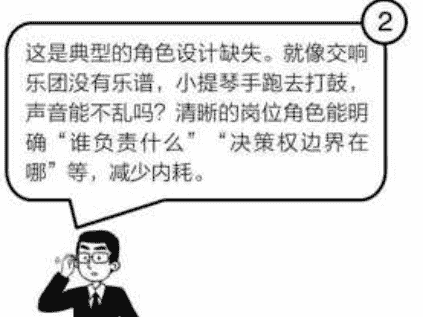 2
这是典型的角色设计缺失。就像交响
乐团没有乐谱，小提琴手跑去打鼓，
声音能不乱吗？清晰的岗位角色能明
确“谁负责什么”“决策权边界在
哪”等，减少内耗。